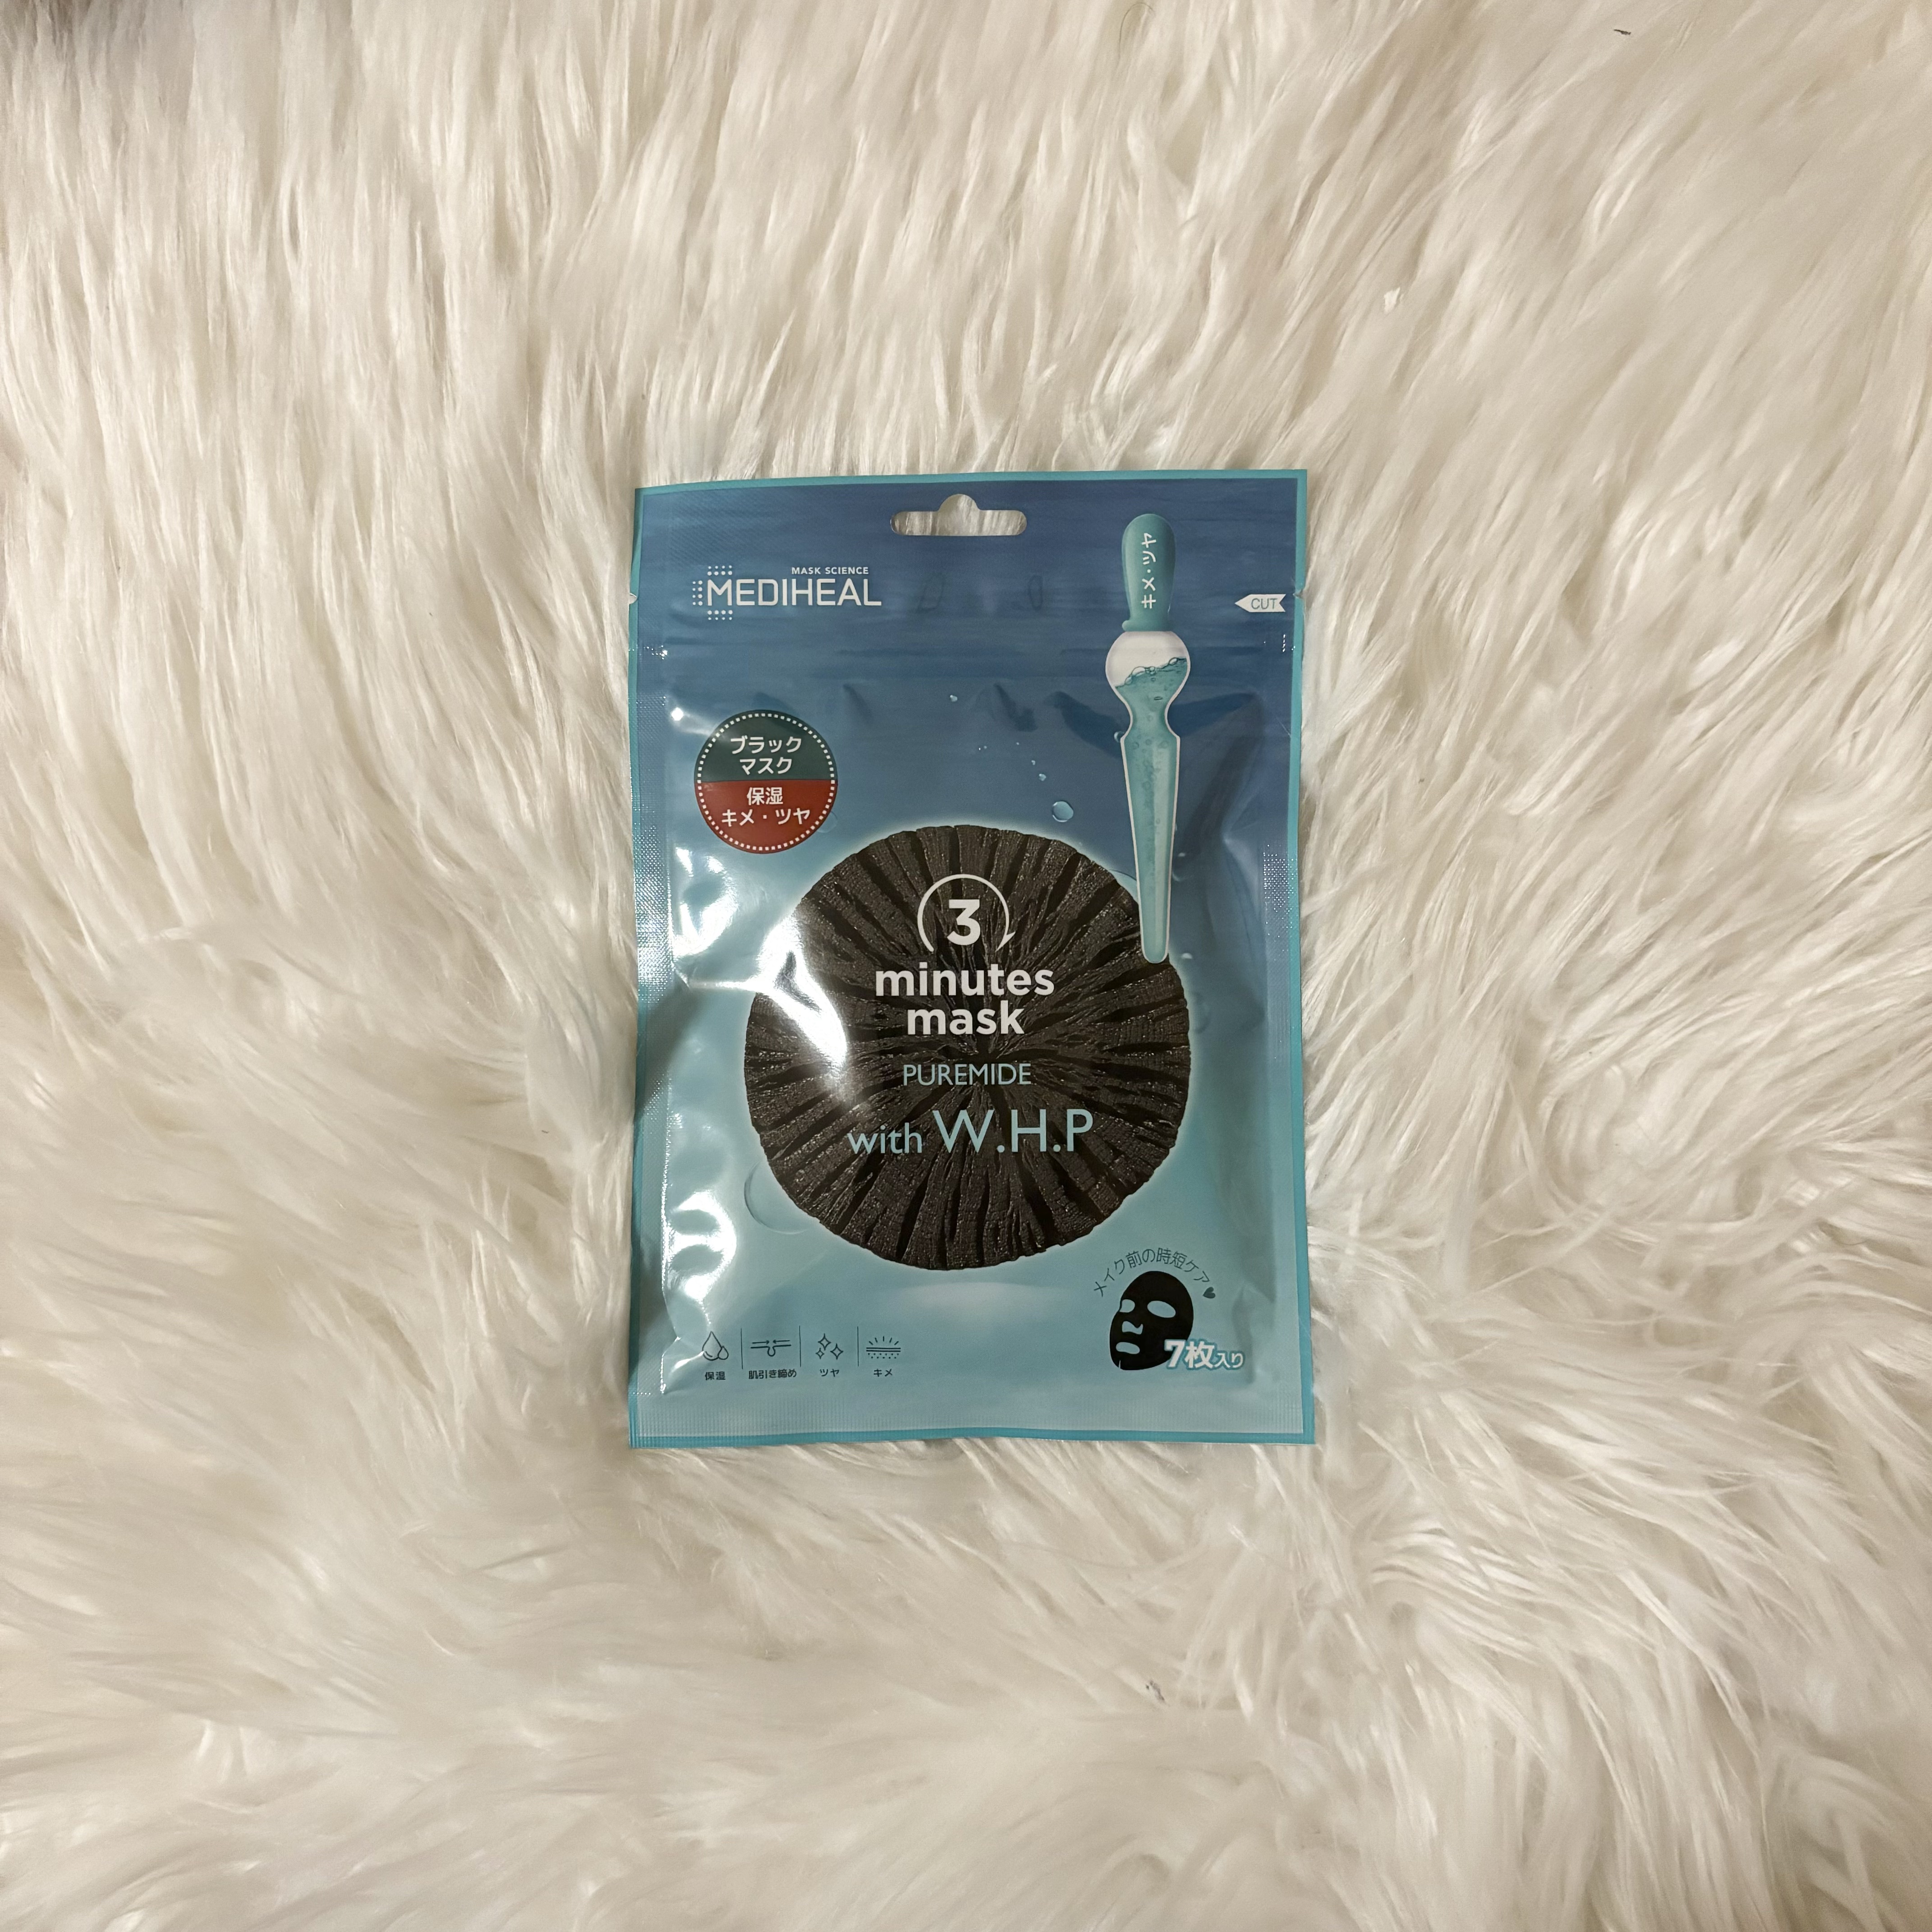 MASK SCIENCE
MEDIHEAL
キメ・ツヤ
CUT
ブラック
マスク
保湿
キメ・ツヤ
3
minutes
mask
PUREMIDE
with W.H.P
メイク前の時短ケア♥
7枚入り
保湿
肌引き締め
ツヤ
キメ